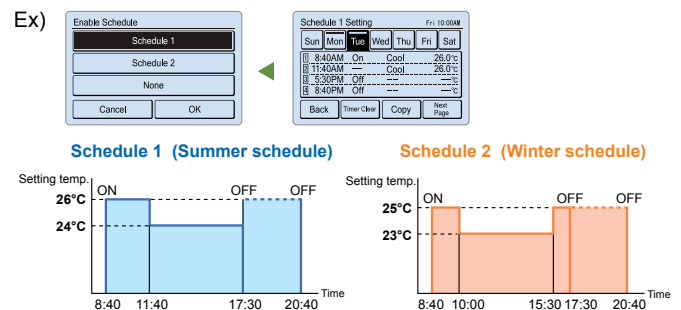 Ex)
Enable Schedule
Schedule 1
Schedule 2
None
Cancel OK
Schedule 1 Setting Fri 10:00AM
Sun Mon Tue Wed Thu Fri Sat
1 8:40AM On Cool 26.0℃
2 11:40AM — Cool 26.0℃
3 5:30PM Off -- —℃
4 8:40PM Off -- —℃
Back Timer Clear Copy Next Page
Schedule 1 (Summer schedule)
Setting temp.
ON OFF OFF
26°C
24°C
Time
8:40 11:40 17:30 20:40
Schedule 2 (Winter schedule)
Setting temp.
ON OFF OFF
25°C
23°C
Time
8:40 10:00 15:30 17:30 20:40